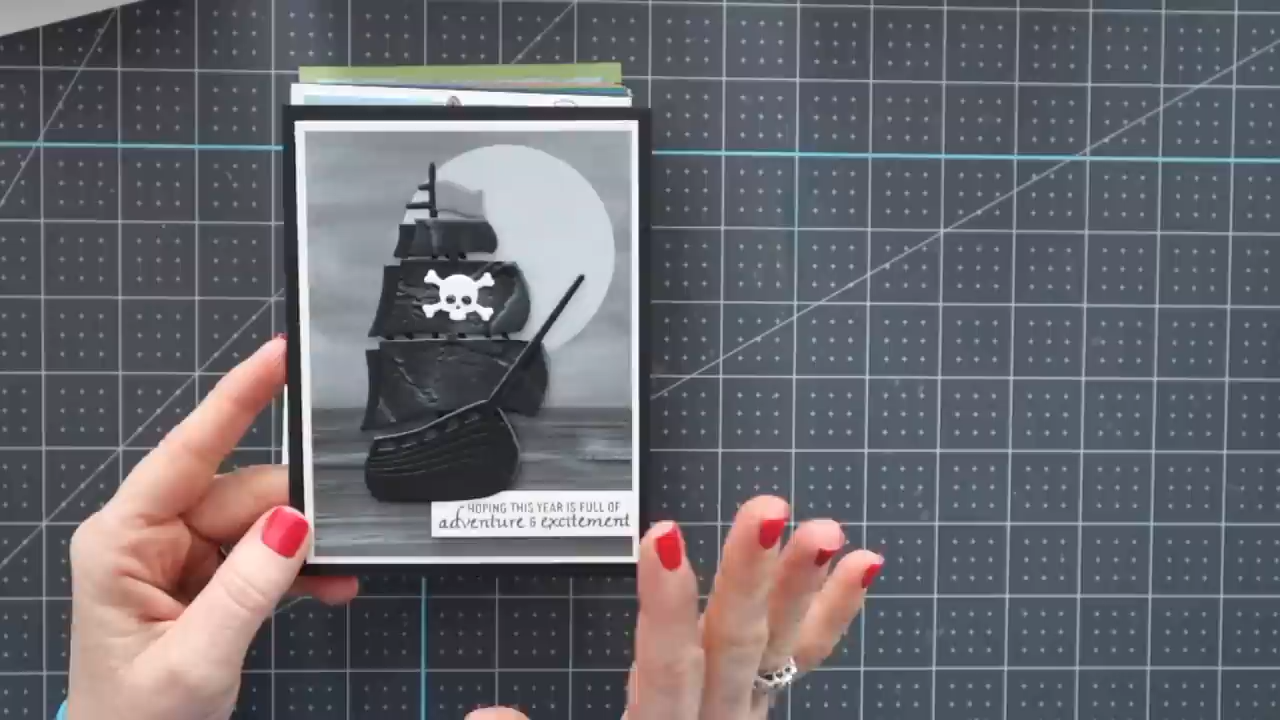 HOPING THIS YEAR IS FULL OF
adventure & excitement